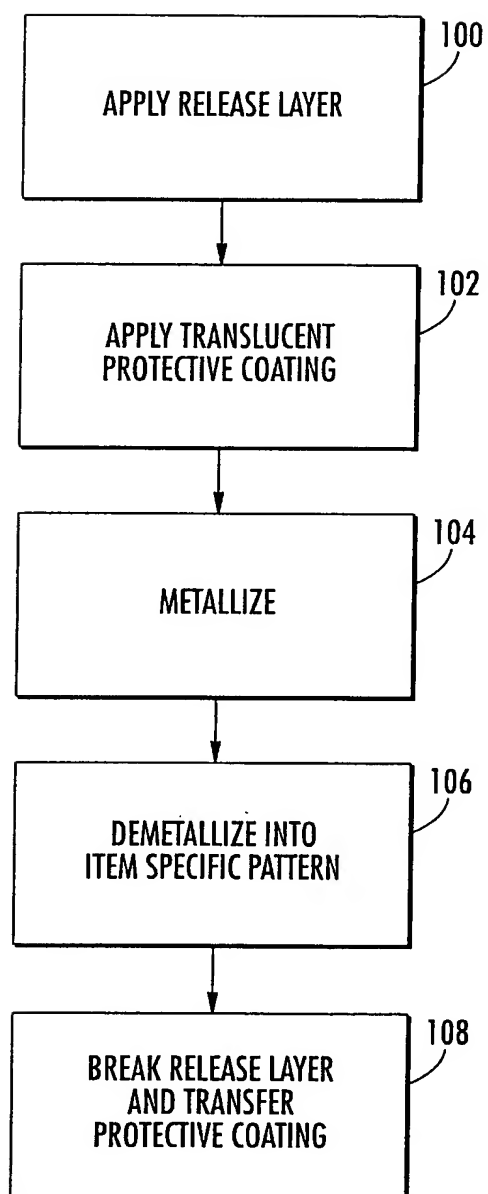 100
APPLY RELEASE LAYER
102
APPLY TRANSLUCENT
PROTECTIVE COATING
104
METALLIZE
106
DEMETALLIZE INTO
ITEM SPECIFIC PATTERN
108
BREAK RELEASE LAYER
AND TRANSFER
PROTECTIVE COATING